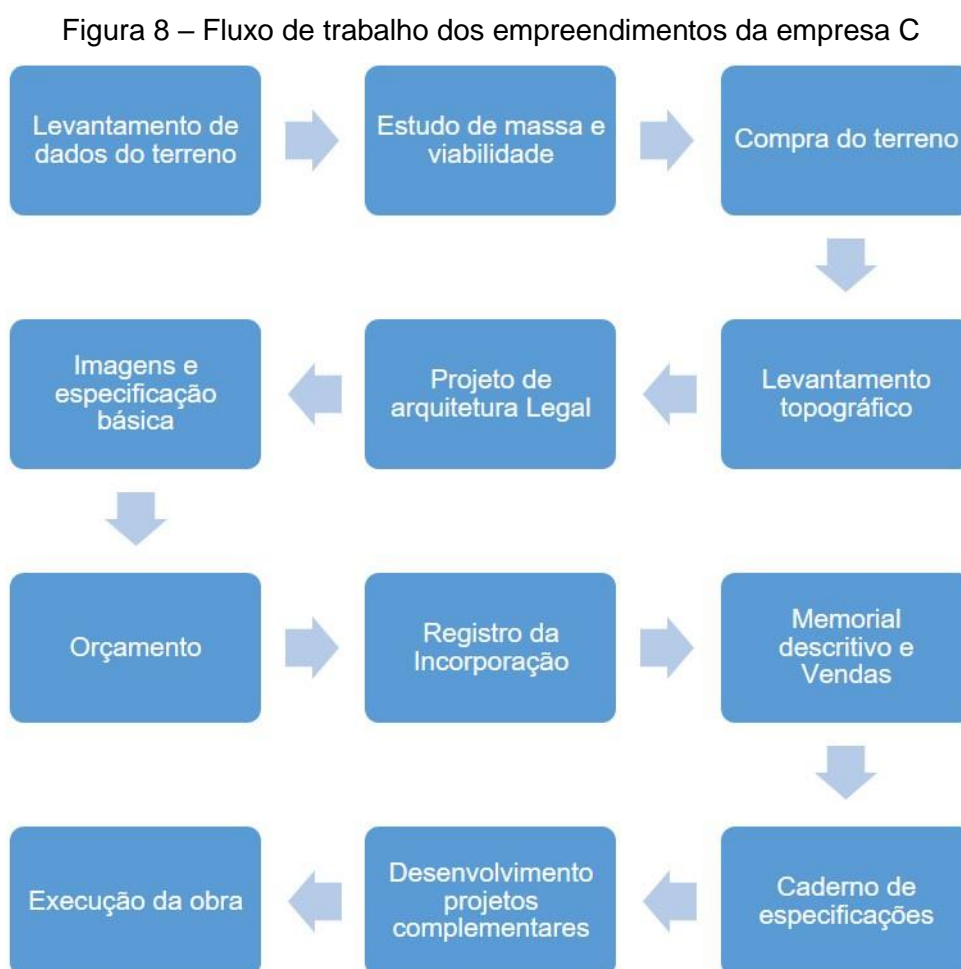 Figura 8 – Fluxo de trabalho dos empreendimentos da empresa C
Levantamento de
dados do terreno
Estudo de massa e
viabilidade
Compra do terreno
Levantamento
topográfico
Projeto de
arquitetura Legal
Imagens e
especificação
básica
Orçamento
Registro da
Incorporação
Memorial
descritivo e
Vendas
Caderno de
especificações
Desenvolvimento
projetos
complementares
Execução da obra